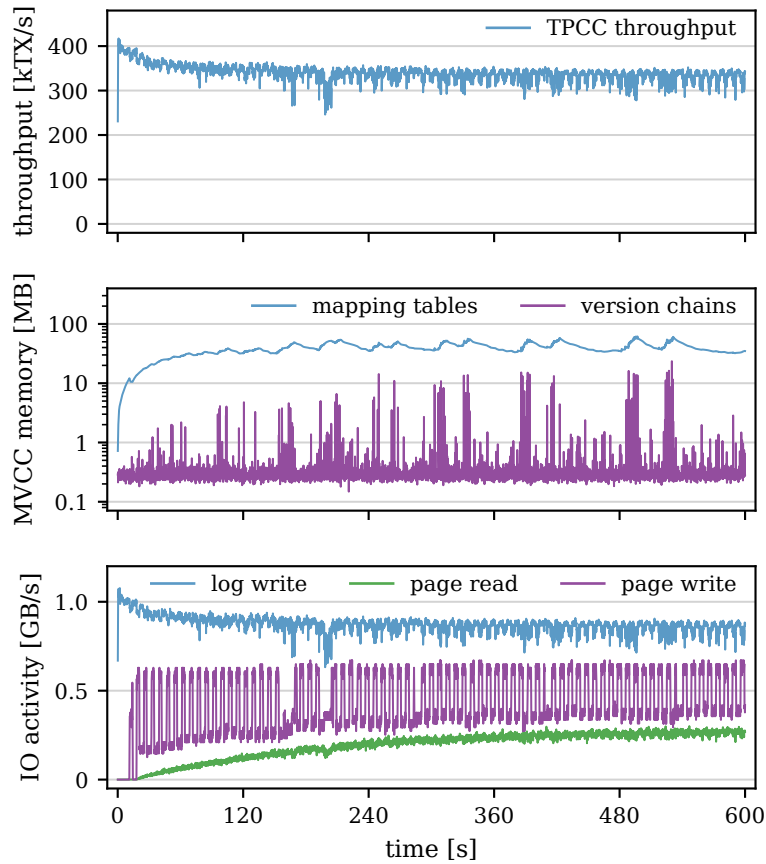 TPCC throughput
throughput [kTX/s]
400
300
200
100
0
mapping tables
version chains
MVCC memory [MB]
100
10
1
0.1
log write
page read
page write
IO activity [GB/s]
1.0
0.5
0
0
120
240
360
480
600
time [s]